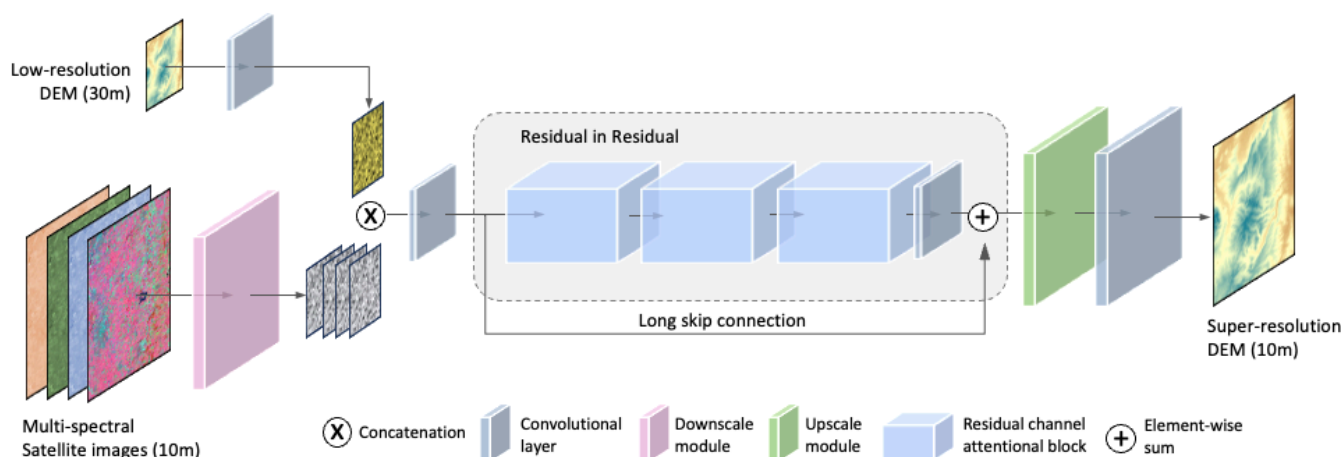 Low-resolution
DEM (30m)
Residual in Residual
X
+
Long skip connection
Super-resolution
DEM (10m)
Multi-spectral
Satellite images (10m)
X Concatenation
Convolutional
layer
Downscale
module
Upscale
module
Residual channel
attentional block
+ Element-wise
sum